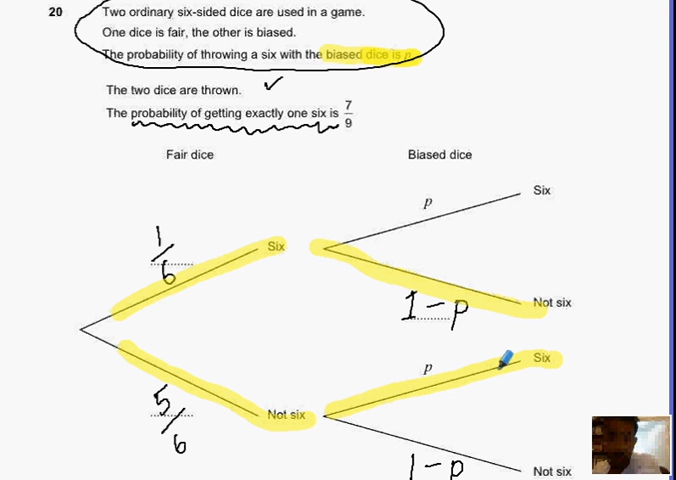 20 Two ordinary six-sided dice are used in a game.
One dice is fair, the other is biased.
The probability of throwing a six with the biased dice is p.
The two dice are thrown.
The probability of getting exactly one six is 7/9
Fair dice Biased dice
p Six
1/6 Six
1-p Not six
p Six
5/6 Not six
1-p Not six